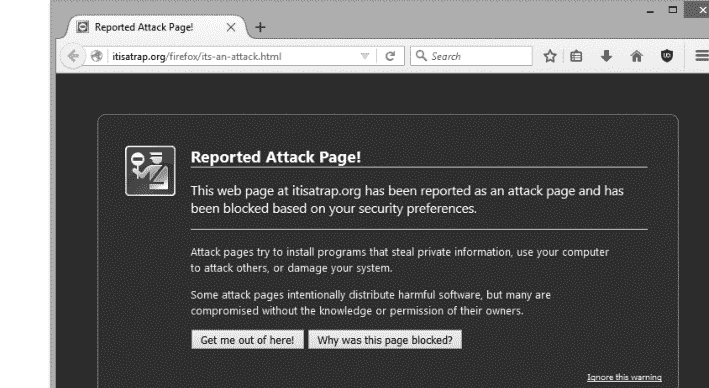 Reported Attack Page!
itisatrap.org/firefox/its-an-attack.html
Search
Reported Attack Page!
This web page at itisatrap.org has been reported as an attack page and has
been blocked based on your security preferences.
Attack pages try to install programs that steal private information, use your computer
to attack others, or damage your system.
Some attack pages intentionally distribute harmful software, but many are
compromised without the knowledge or permission of their owners.
Get me out of here! Why was this page blocked?
Ignore this warning